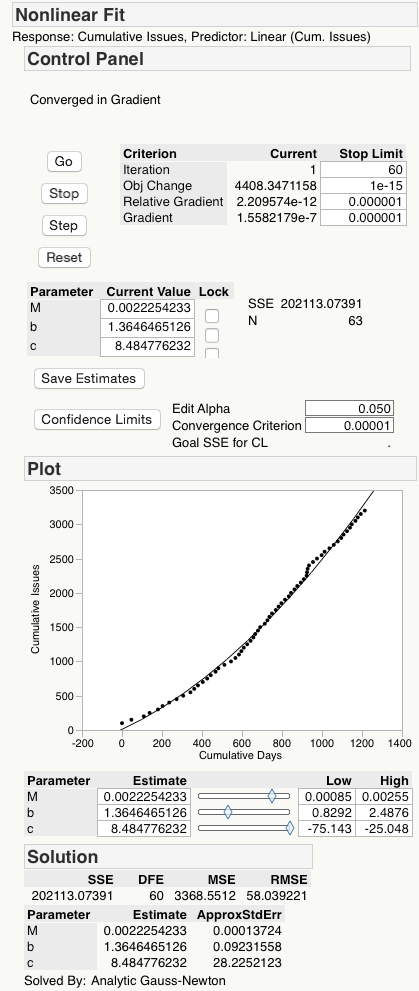 Nonlinear Fit
Response: Cumulative Issues, Predictor: Linear (Cum. Issues)
Control Panel
Converged in Gradient
Go
Stop
Step
Reset
Criterion Current Stop Limit
Iteration 1 60
Obj Change 4408.3471158 1e-15
Relative Gradient 2.209574e-12 0.000001
Gradient 1.5582179e-7 0.000001
Parameter Current Value Lock
M 0.0022254233
b 1.3646465126
c 8.484776232
SSE 202113.07391
N 63
Save Estimates
Confidence Limits
Edit Alpha 0.050
Convergence Criterion 0.00001
Goal SSE for CL .
Plot
3500
3000
2500
2000
1500
1000
500
0
Cumulative Issues
-200 0 200 400 600 800 1000 1200 1400
Cumulative Days
Parameter Estimate Low High
M 0.0022254233 0.00085 0.00255
b 1.3646465126 0.8292 2.4876
c 8.484776232 -75.143 -25.048
Solution
SSE DFE MSE RMSE
202113.07391 60 3368.5512 58.039221
Parameter Estimate ApproxStdErr
M 0.0022254233 0.00013724
b 1.3646465126 0.09231558
c 8.484776232 28.2252123
Solved By: Analytic Gauss-Newton